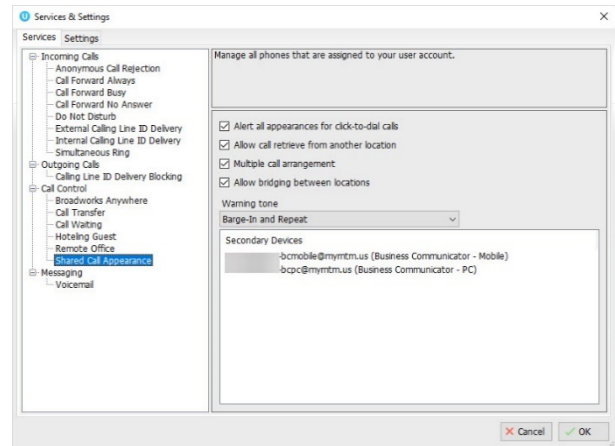 Services & Settings
Services Settings
Incoming Calls
Anonymous Call Rejection
Call Forward Always
Call Forward Busy
Call Forward No Answer
Do Not Disturb
External Calling Line ID Delivery
Internal Calling Line ID Delivery
Simultaneous Ring
Outgoing Calls
Calling Line ID Delivery Blocking
Call Control
Broadworks Anywhere
Call Transfer
Call Waiting
Hoteling Guest
Remote Office
Shared Call Appearance
Messaging
Voicemail
Manage all phones that are assigned to your user account.
Alert all appearances for click-to-dial calls
Allow call retrieve from another location
Multiple call arrangement
Allow bridging between locations
Warning tone
Barge-In and Repeat
Secondary Devices
-bcmobile@mymtm.us (Business Communicator - Mobile)
-bcpc@mymtm.us (Business Communicator - PC)
Cancel OK